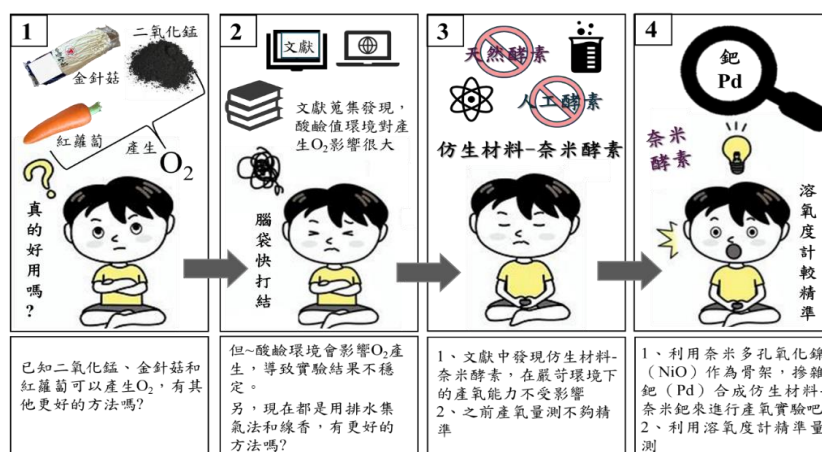 1
二氧化錳
金針菇
紅蘿蔔
產生
O2
真的好用嗎？
已知二氧化錳、金針菇和
紅蘿蔔可以產生O2，有其
他更好的方法嗎?
2
文獻
文獻蒐集發現，
酸鹼值環境對產
生O2影響很大
腦袋快打結
但~酸鹼環境會影響O2產
生，導致實驗結果不穩
定。
另，現在都是用排水集
氣法和線香，有更好的
方法嗎?
3
天然酵素
人工酵素
仿生材料-奈米酵素
1、文獻中發現仿生材料-
奈米酵素，在嚴苛環境下
的產氧能力不受影響
2、之前產氧量測不夠精
準
4
鈀
Pd
奈米
酵素
溶氧度計較精準
1、利用奈米多孔氧化鎳
（NiO）作為骨架，摻雜
鈀（Pd）合成仿生材料-
奈米鈀來進行產氧實驗吧
2、利用溶氧度計精準量
測